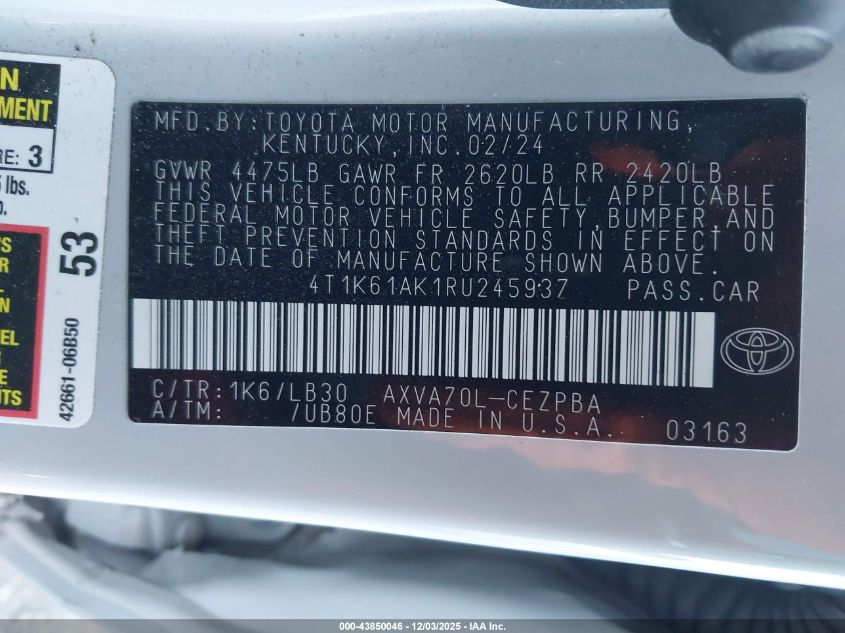 N
MENT
RE: 3
lbs.
53
42661-06B50
MFD.BY:TOYOTA MOTOR MANUFACTURING,
KENTUCKY,INC.02/24
GVWR 4475LB GAWR FR 2620LB RR 2420LB
THIS VEHICLE CONFORMS TO ALL APPLICABLE
FEDERAL MOTOR VEHICLE SAFETY,BUMPER,AND
THEFT PREVENTION STANDARDS IN EFFECT ON
THE DATE OF MANUFACTURE SHOWN ABOVE.
4T1K61AK1RU245937 PASS.CAR
C/TR:1K6/LB30 AXVA70L-CEZPBA
A/TM: /UB80E MADE IN U.S.A. 03163
000-43850046 - 12/03/2025 - IAA Inc.